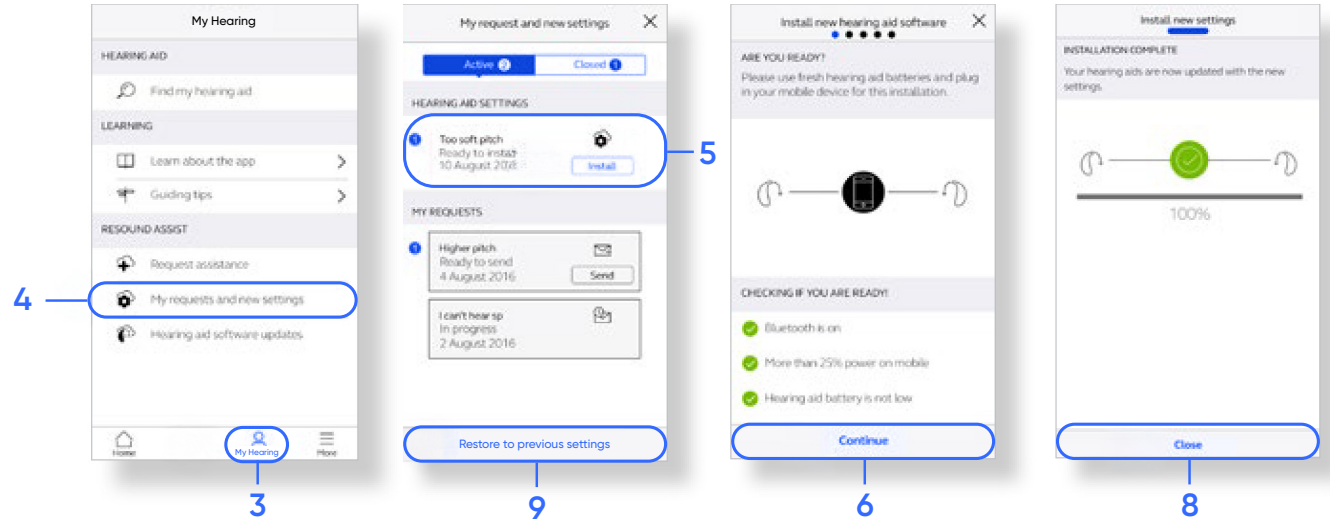 My Hearing
HEARING AID
Find my hearing aid
LEARNING
Learn about the app
Guiding tips
RESOUND ASSIST
Request assistance
My requests and new settings
Hearing aid software updates
Home
My Hearing
More
4
3
My request and new settings
Active 2
Closed 1
HEARING AID SETTINGS
1
Too soft pitch
Ready to install
10 August
Install
MY REQUESTS
1
Higher pitch
Ready to send
4 August 2016
Send
I can't hear sp
In progress
2 August 2016
Restore to previous settings
5
9
Install new hearing aid software
ARE YOU READY?
Please use fresh hearing aid batteries and plug
in your mobile device for this installation.
CHECKING IF YOU ARE READY!
Bluetooth is on
More than 25% power on mobile
Hearing aid battery is not low
Continue
6
Install new settings
INSTALLATION COMPLETE
Your hearing aids are now updated with the new
settings.
100%
Close
8